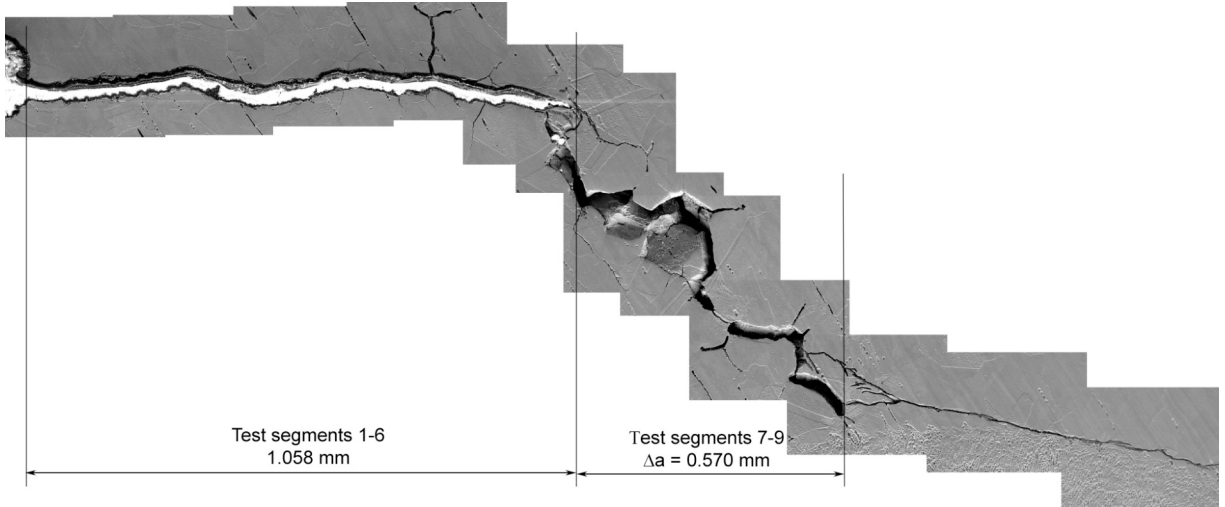 Test segments 1-6
1.058 mm
Test segments 7-9
Δa = 0.570 mm